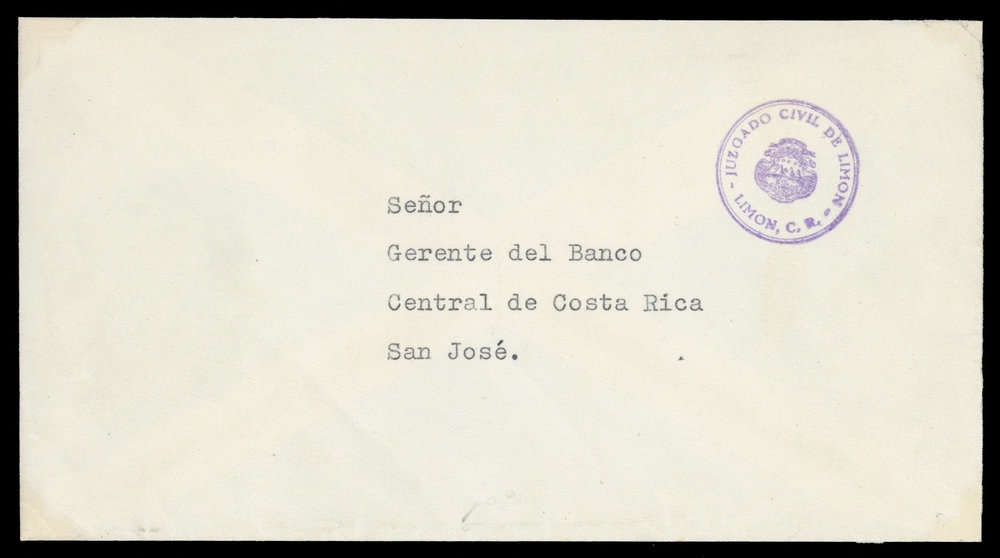 JUZGADO CIVIL DE LIMON
- LIMON, C. R. -
Señor
Gerente del Banco
Central de Costa Rica
San José.